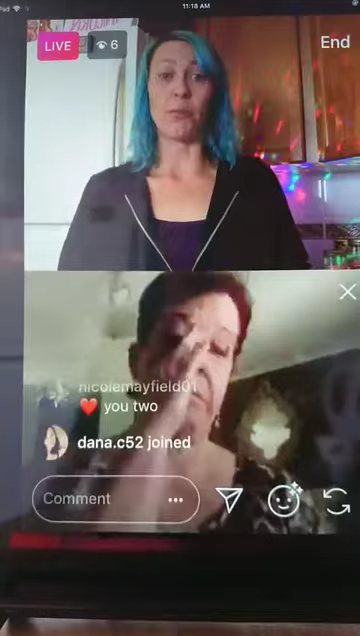 11:18 AM
LIVE
6
End
nicolemayfield01
❤️ you two
dana.c52 joined
Comment